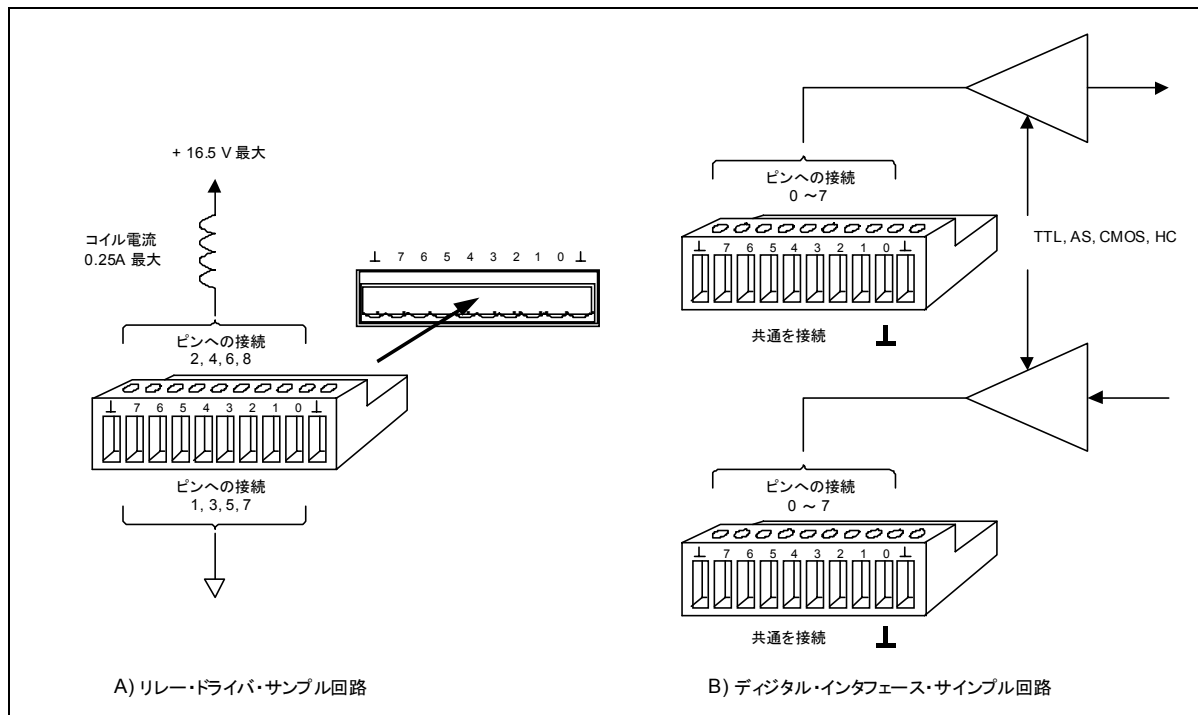 + 16.5 V 最大
コイル電流
0.25A 最大
ピンへの接続
2, 4, 6, 8
⊥ 7 6 5 4 3 2 1 0 ⊥
⊥ 7 6 5 4 3 2 1 0 ⊥
ピンへの接続
1, 3, 5, 7
A) リレー・ドライバ・サンプル回路
ピンへの接続
0 ～7
⊥ 7 6 5 4 3 2 1 0 ⊥
共通を接続 ⊥
TTL, AS, CMOS, HC
ピンへの接続
0 ～ 7
⊥ 7 6 5 4 3 2 1 0 ⊥
共通を接続 ⊥
B) ディジタル・インタフェース・サインプル回路